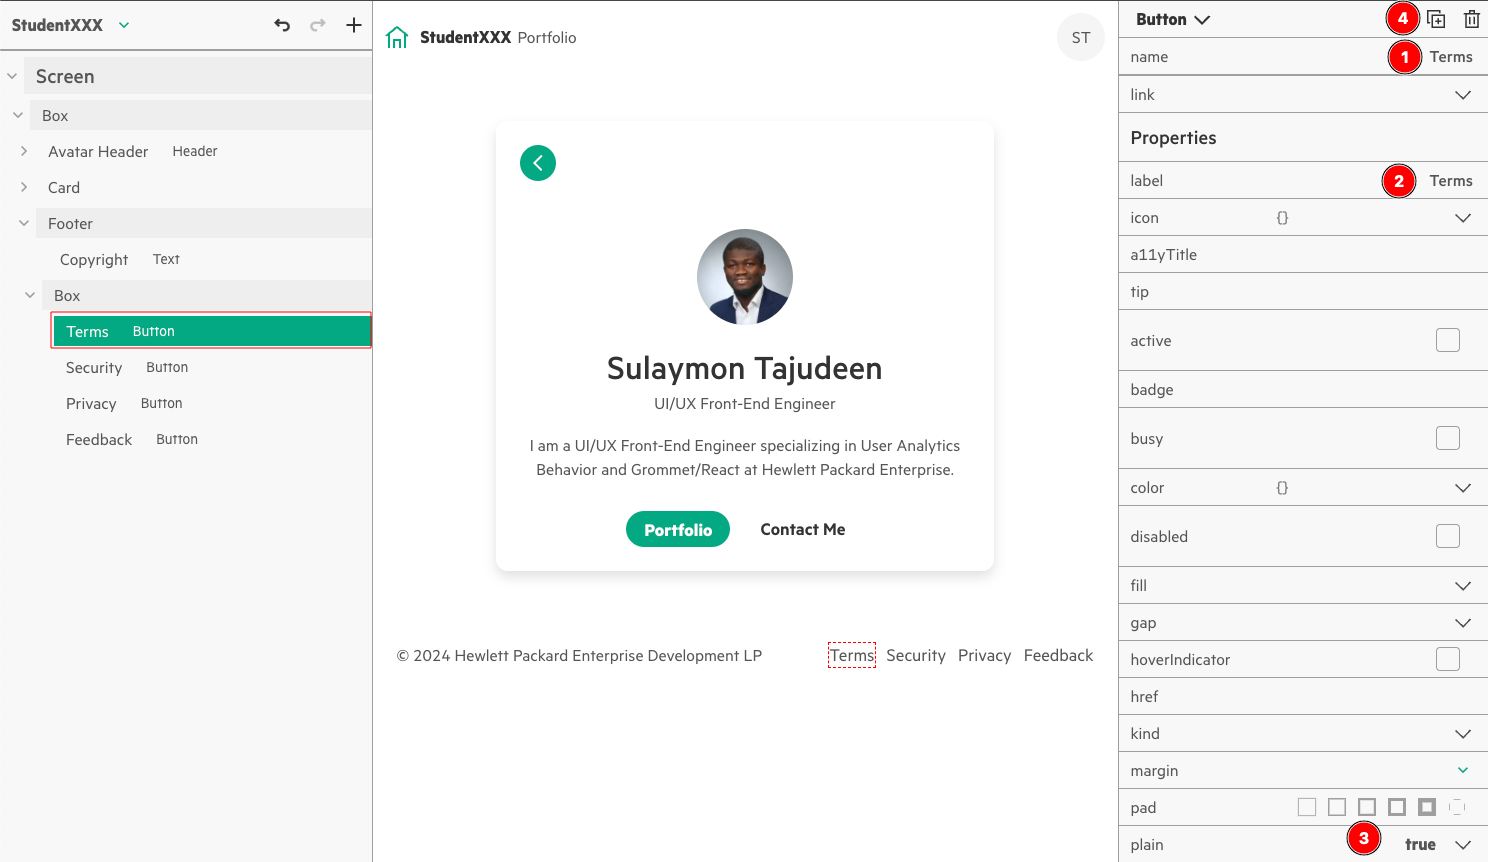 StudentXXX
Screen
Box
Avatar Header Header
Card
Footer
Copyright Text
Box
Terms Button
Security Button
Privacy Button
Feedback Button
StudentXXX Portfolio
ST
Sulaymon Tajudeen
UI/UX Front-End Engineer
I am a UI/UX Front-End Engineer specializing in User Analytics
Behavior and Grommet/React at Hewlett Packard Enterprise.
Portfolio Contact Me
© 2024 Hewlett Packard Enterprise Development LP
Terms Security Privacy Feedback
Button 4
name 1 Terms
link
Properties
label 2 Terms
icon {}
a11yTitle
tip
active
badge
busy
color {}
disabled
fill
gap
hoverIndicator
href
kind
margin
pad
plain 3 true